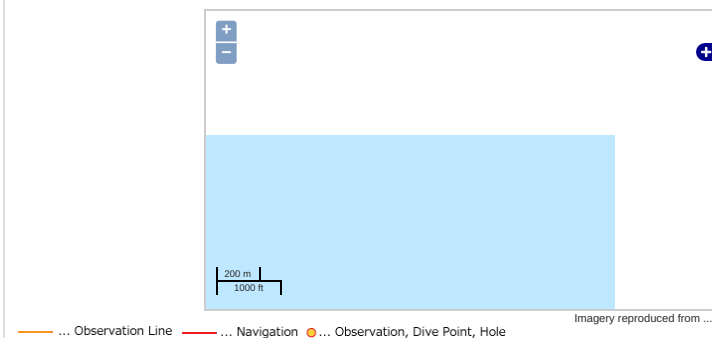 +
−
200 m
1000 ft
Imagery reproduced from ...
... Observation Line ... Navigation ... Observation, Dive Point, Hole